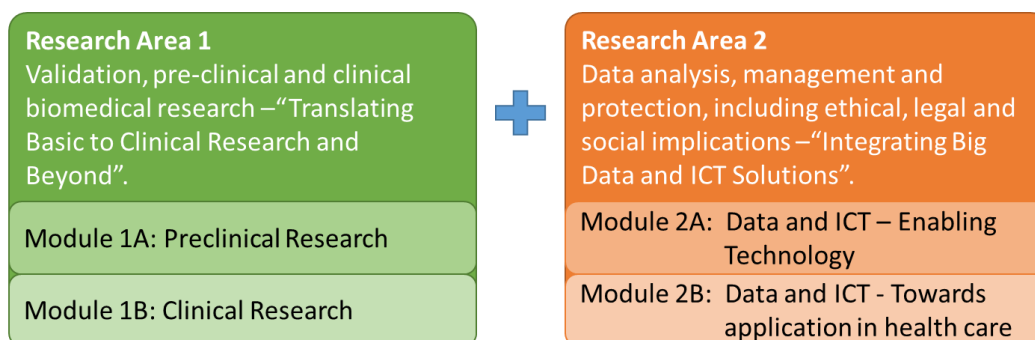 Research Area 1
Validation, pre-clinical and clinical
biomedical research –“Translating
Basic to Clinical Research and
Beyond”.
Module 1A: Preclinical Research
Module 1B: Clinical Research
Research Area 2
Data analysis, management and
protection, including ethical, legal and
social implications –“Integrating Big
Data and ICT Solutions”.
Module 2A: Data and ICT – Enabling
Technology
Module 2B: Data and ICT - Towards
application in health care